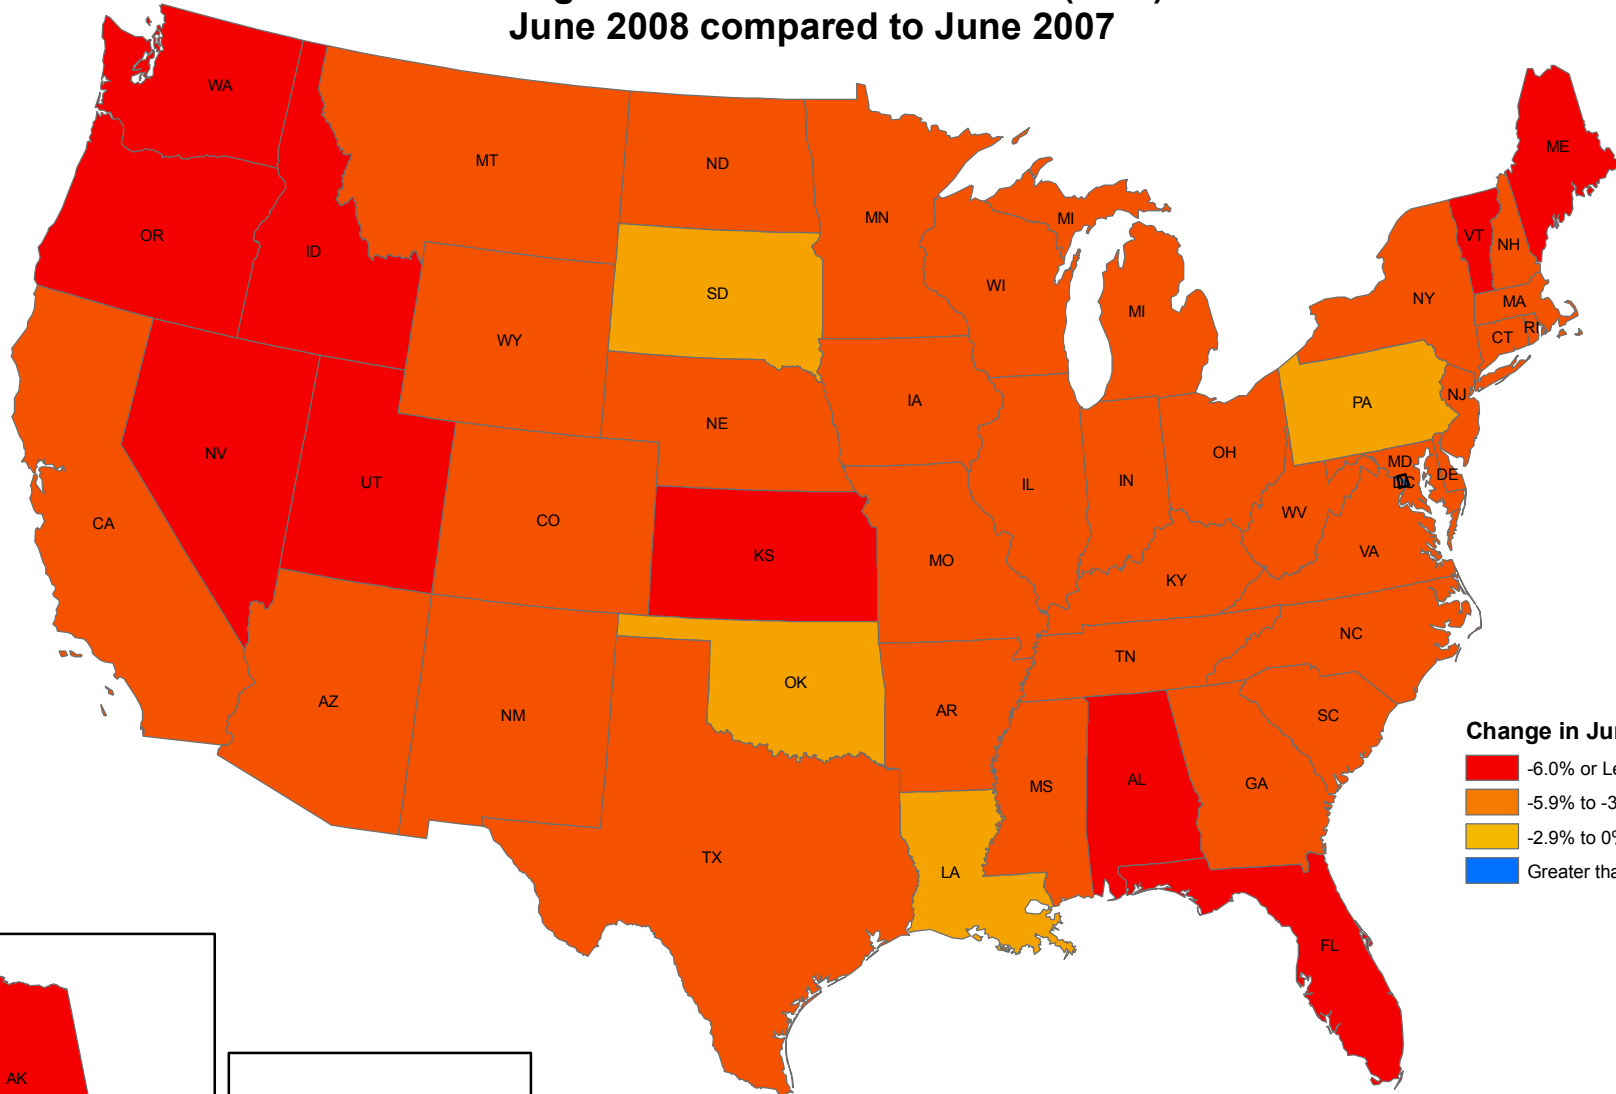 June 2008 compared to June 2007
WA
MT
ND
ME
MN
MI
OR
VT
ID
NH
SD
WI
NY
MA
MI
RI
CT
WY
IA
PA
NJ
NE
NV
OH
MD
DE
UT
IL
IN
DC
WV
CA
CO
KS
MO
VA
KY
NC
TN
OK
AZ
NM
AR
SC
Change in Jun
-6.0% or Le
MS
AL
GA
-5.9% to -3
-2.9% to 0%
TX
LA
Greater tha
FL
AK